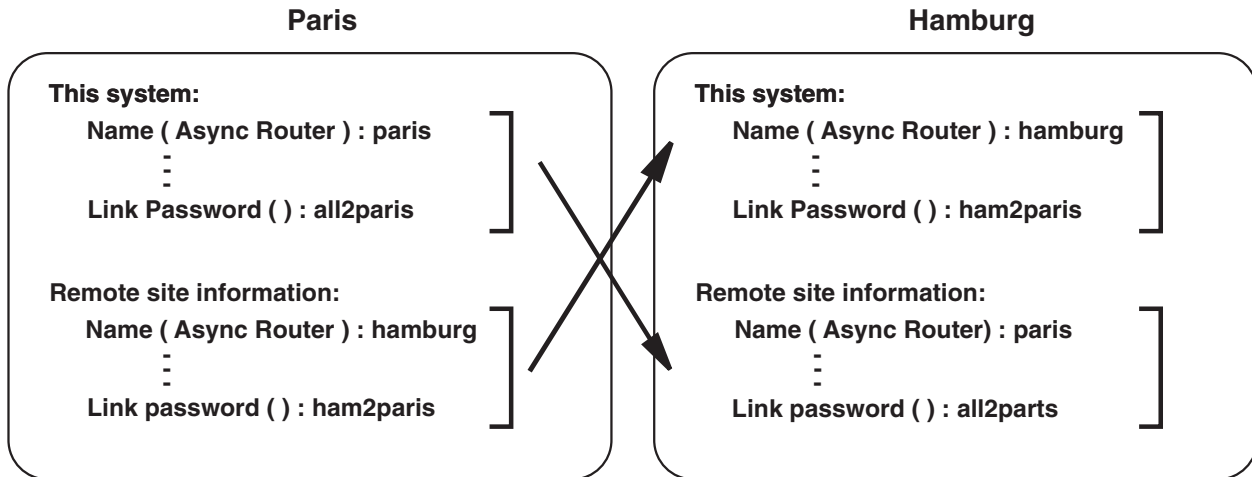 Paris
This system:
Name ( Async Router ) : paris
-
-
-
Link Password ( ) : all2paris
Remote site information:
Name ( Async Router ) : hamburg
-
-
-
Link password ( ) : ham2paris
Hamburg
This system:
Name ( Async Router ) : hamburg
-
-
-
Link Password ( ) : ham2paris
Remote site information:
Name ( Async Router) : paris
-
-
-
Link password ( ) : all2parts